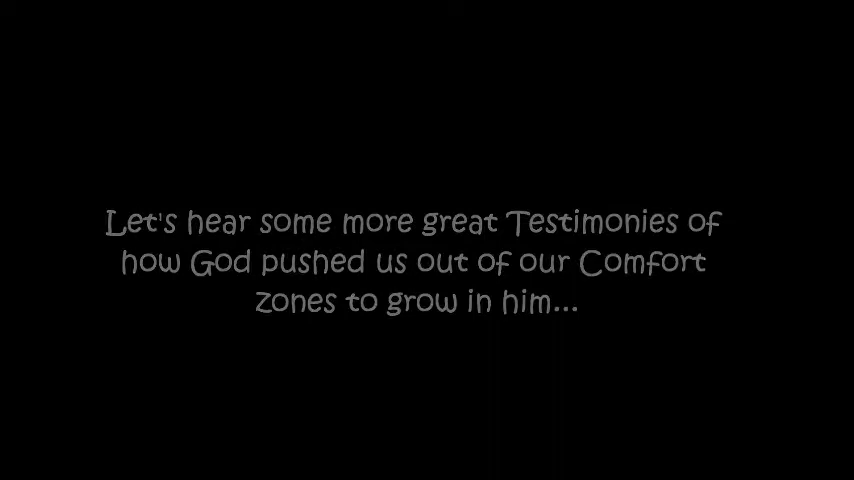 Let's hear some more great Testimonies of
how God pushed us out of our Comfort
zones to grow in him...